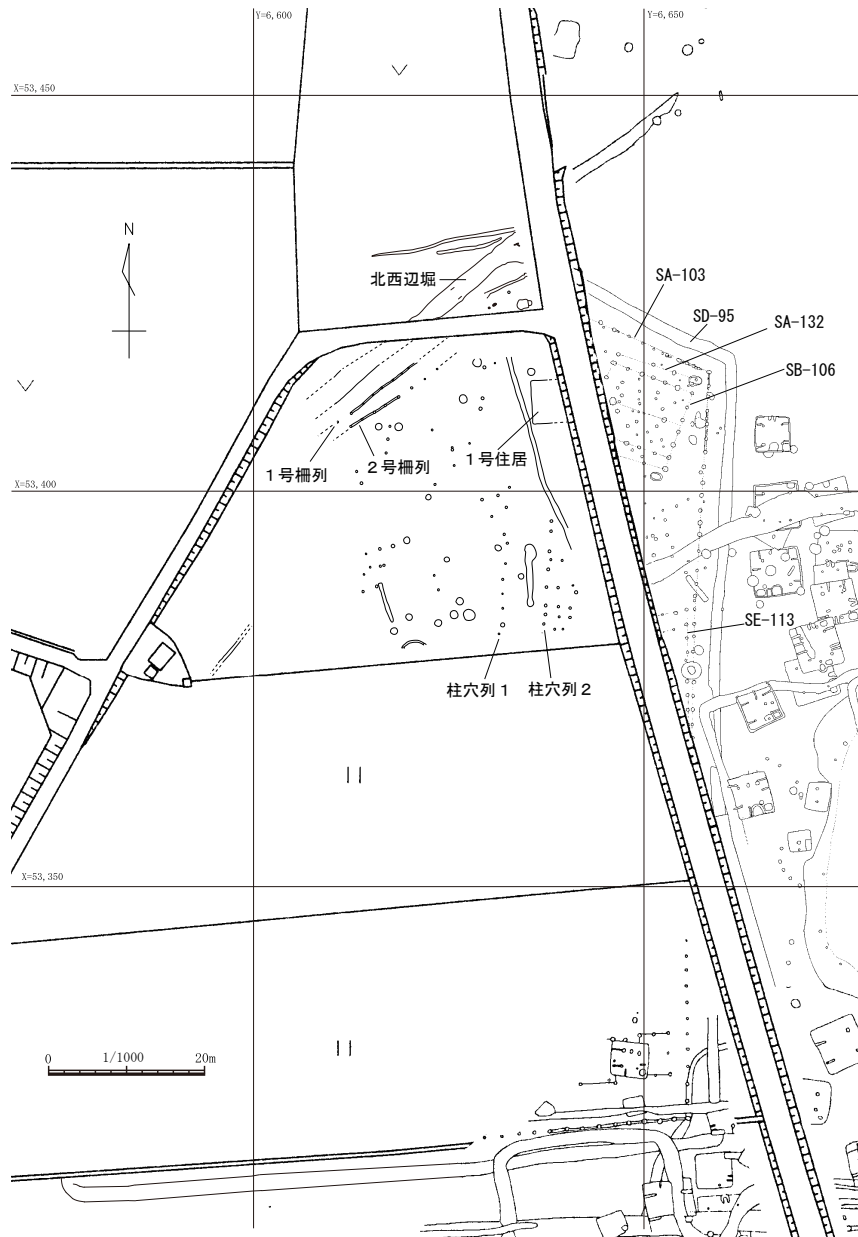 Y=6,600
Y=6,650
X=53,450
N
北西辺堀
SA-103
SD-95
SA-132
SB-106
1号柵列
2号柵列
1号住居
X=53,400
SE-113
柱穴列1
柱穴列2
X=53,350
0 1/1000 20m